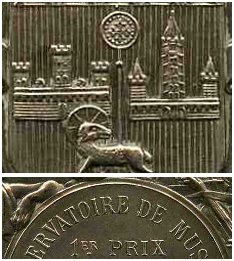 ERVATOIRE DE MUS
1ER PRIX